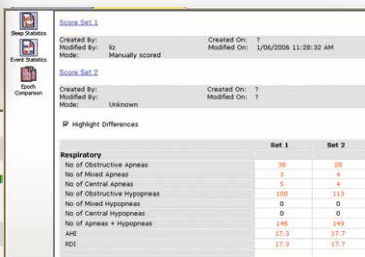 Score Set 1
Sleep Statistics
Created By: Created On: ?
Modified By: liz Modified On: 1/06/2006 11:28:32 AM
Mode: Manually scored
Event Statistics
Score Set 2
Epoch Comparison
Created By: Created On: ?
Modified By: Modified On: ?
Mode: Unknown
Highlight Differences
Set 1 Set 2
Respiratory
No of Obstructive Apneas 38 28
No of Mixed Apneas 3 4
No of Central Apneas 5 4
No of Obstructive Hypopneas 100 113
No of Mixed Hypopneas 0 0
No of Central Hypopneas 0 0
No of Apneas + Hypopneas 146 149
AHI 17.3 17.7
RDI 17.3 17.7